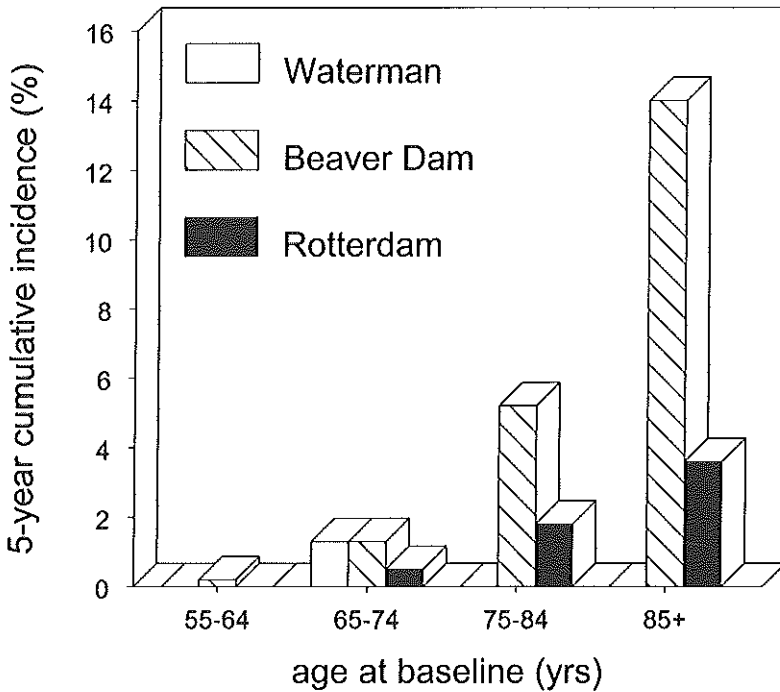 5-year cumulative incidence (%)
16
14
12
10
8
6
4
2
0
Waterman
Beaver Dam
Rotterdam
55-64 65-74 75-84 85+
age at baseline (yrs)